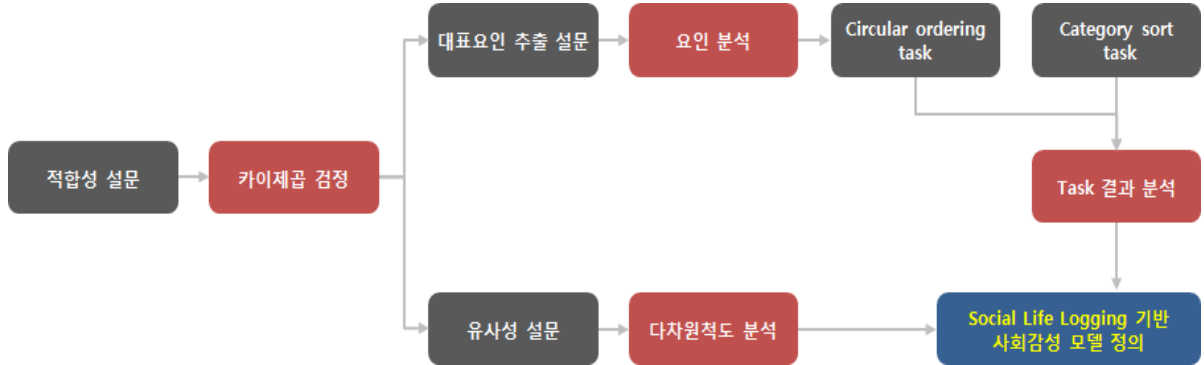 대표요인 추출 설문
요인 분석
Circular ordering
task
Category sort
task
적합성 설문
카이제곱 검정
Task 결과 분석
유사성 설문
다차원척도 분석
Social Life Logging 기반
사회감성 모델 정의